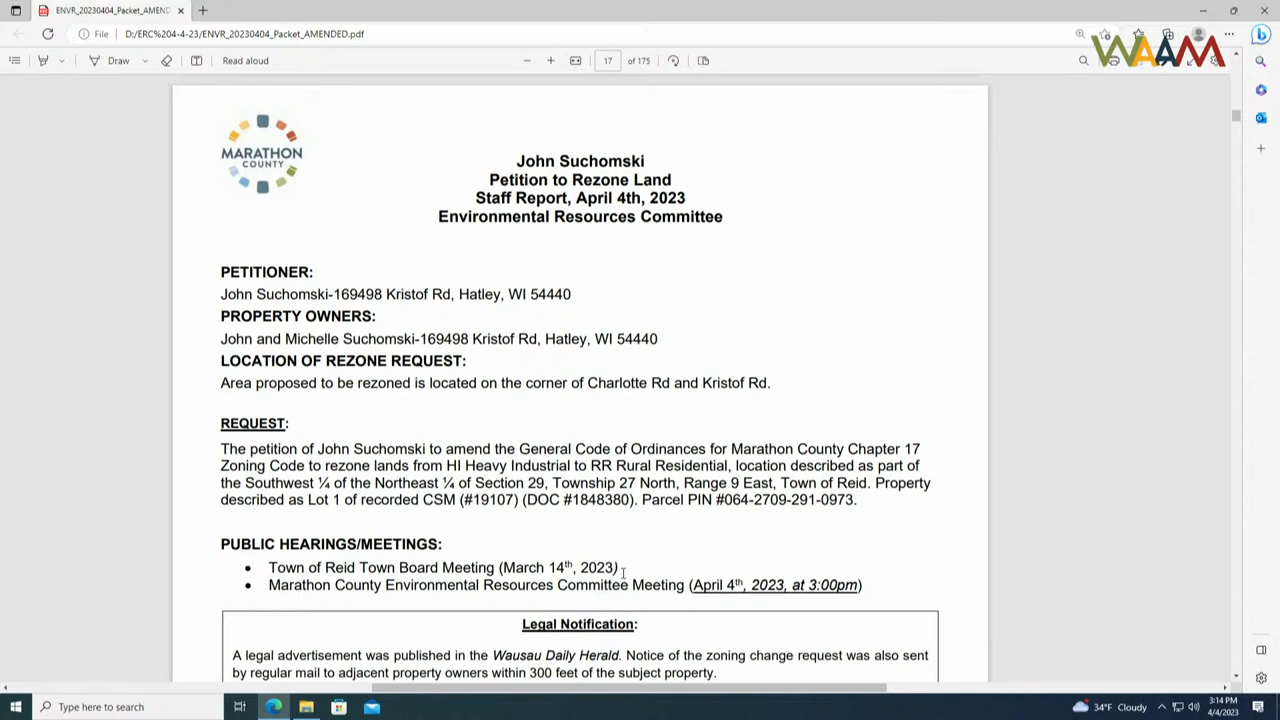 ENVR_20230404_Packet_AMENDED.pdf
File D:/ERC%204-4-23/ENVR_20230404_Packet_AMENDED.pdf
WAAM
Draw
Read aloud
17 of 175
MARATHON
COUNTY
John Suchomski
Petition to Rezone Land
Staff Report, April 4th, 2023
Environmental Resources Committee
PETITIONER:
John Suchomski-169498 Kristof Rd, Hatley, WI 54440
PROPERTY OWNERS:
John and Michelle Suchomski-169498 Kristof Rd, Hatley, WI 54440
LOCATION OF REZONE REQUEST:
Area proposed to be rezoned is located on the corner of Charlotte Rd and Kristof Rd.
REQUEST:
The petition of John Suchomski to amend the General Code of Ordinances for Marathon County Chapter 17
Zoning Code to rezone lands from HI Heavy Industrial to RR Rural Residential, location described as part of
the Southwest ¼ of the Northeast ¼ of Section 29, Township 27 North, Range 9 East, Town of Reid. Property
described as Lot 1 of recorded CSM (#19107) (DOC #1848380). Parcel PIN #064-2709-291-0973.
PUBLIC HEARINGS/MEETINGS:
• Town of Reid Town Board Meeting (March 14th, 2023)
• Marathon County Environmental Resources Committee Meeting (April 4th, 2023, at 3:00pm)
Legal Notification:
A legal advertisement was published in the Wausau Daily Herald. Notice of the zoning change request was also sent
by regular mail to adjacent property owners within 300 feet of the subject property.
Type here to search
34°F Cloudy
3:14 PM
4/4/2023